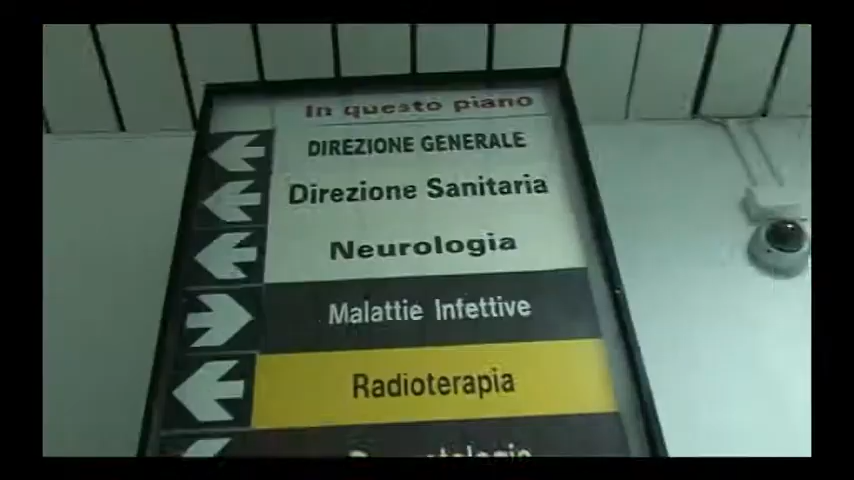 In questo piano
DIREZIONE GENERALE
Direzione Sanitaria
Neurologia
Malattie Infettive
Radioterapia